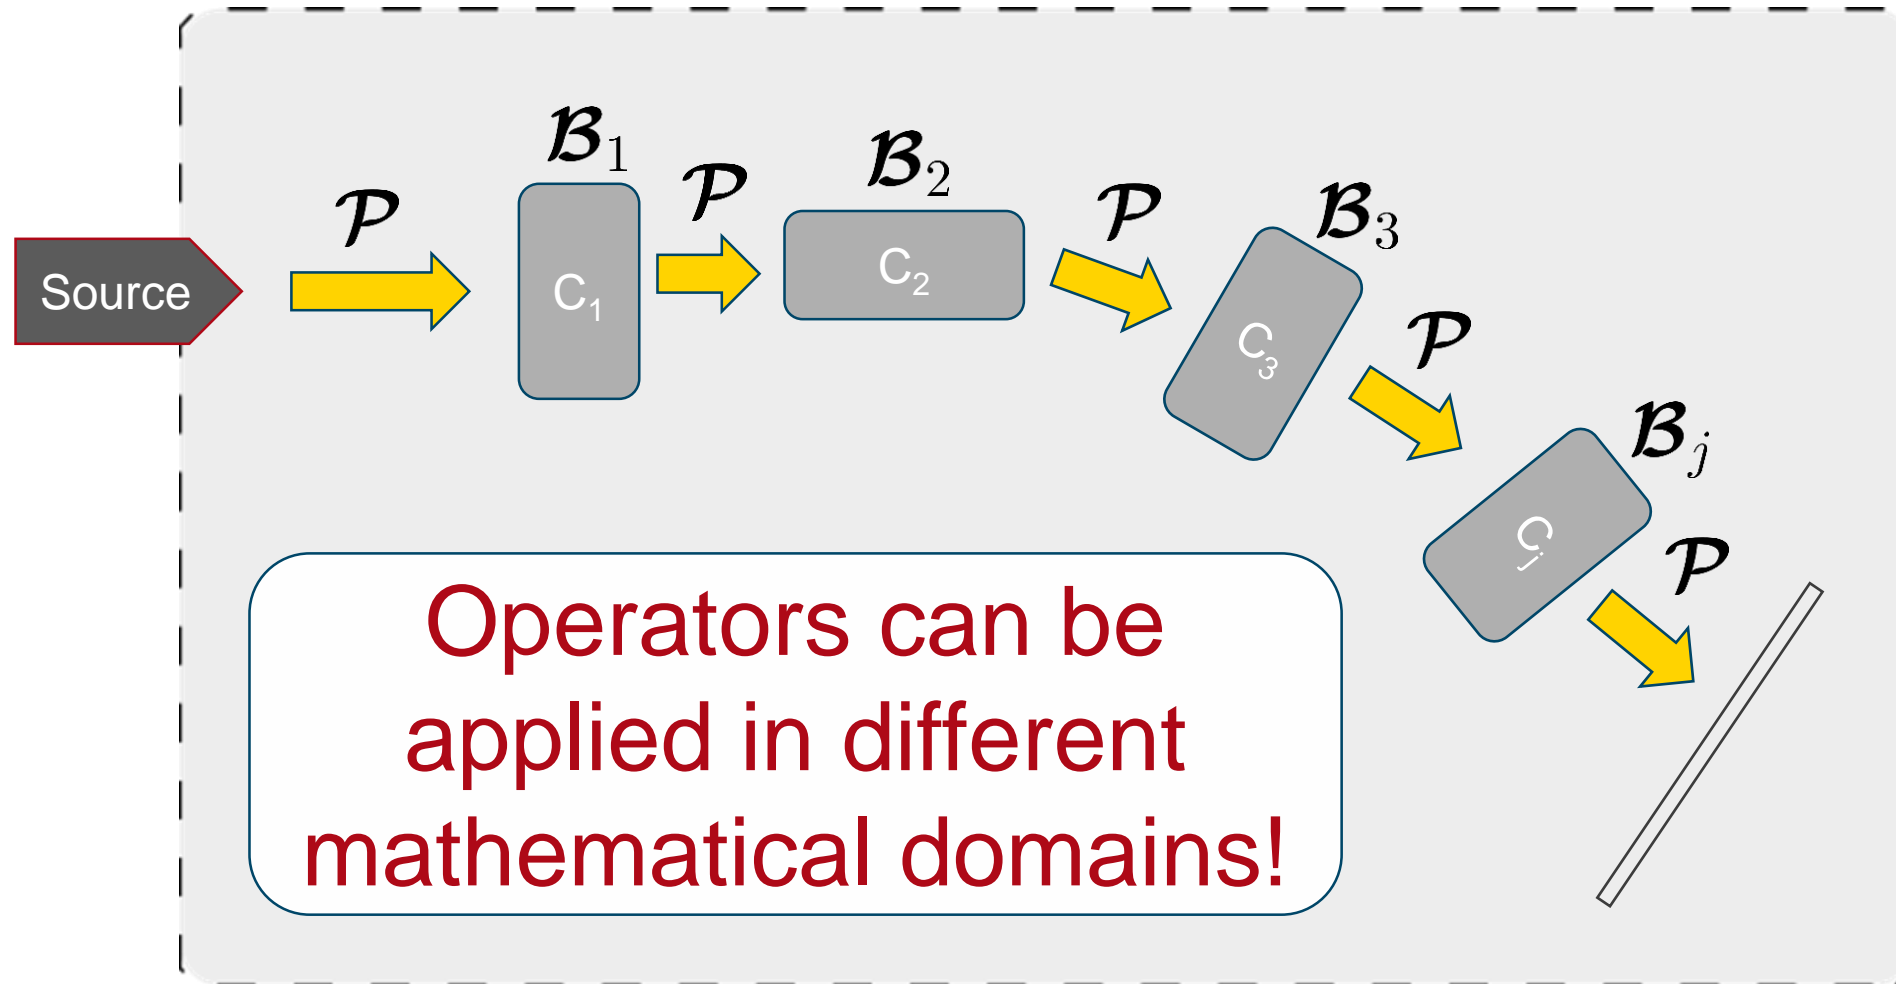 Source
𝓟
𝓑₁
C₁
𝓟
𝓑₂
C₂
𝓟
𝓑₃
C₃
𝓟
𝓑ⱼ
Cⱼ
𝓟
Operators can be
applied in different
mathematical domains!